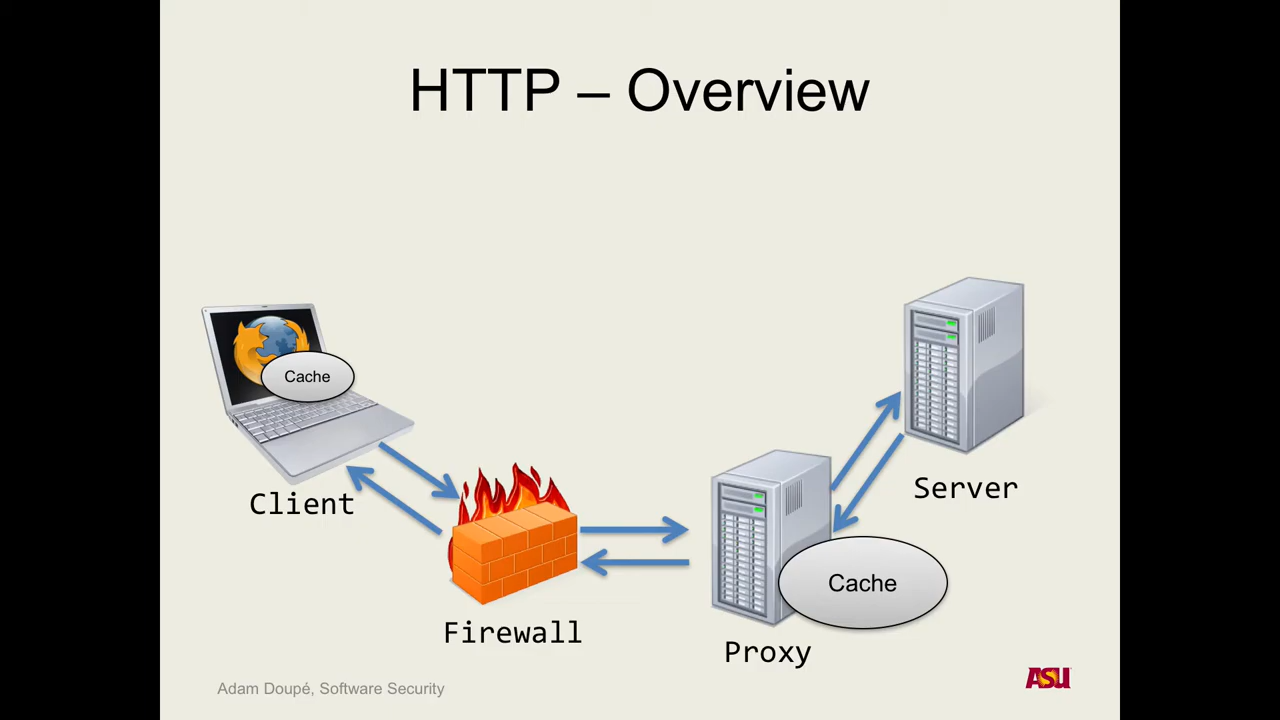 HTTP – Overview
Cache
Client
Firewall
Proxy
Cache
Server
Adam Doupé, Software Security
ASU